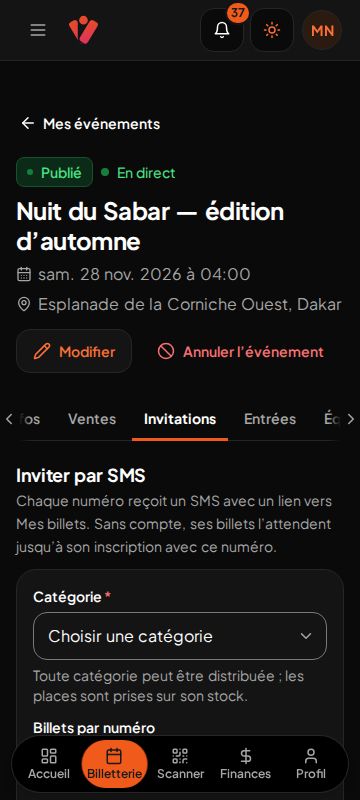 37
MN
Mes événements
Publié
En direct
Nuit du Sabar — édition
d’automne
sam. 28 nov. 2026 à 04:00
Esplanade de la Corniche Ouest, Dakar
Modifier
Annuler l’événement
fos
Ventes
Invitations
Entrées
Éq
Inviter par SMS
Chaque numéro reçoit un SMS avec un lien vers
Mes billets. Sans compte, ses billets l’attendent
jusqu’à son inscription avec ce numéro.
Catégorie *
Choisir une catégorie
Toute catégorie peut être distribuée ; les
places sont prises sur son stock.
Billets par numéro
Accueil
Billetterie
Scanner
Finances
Profil